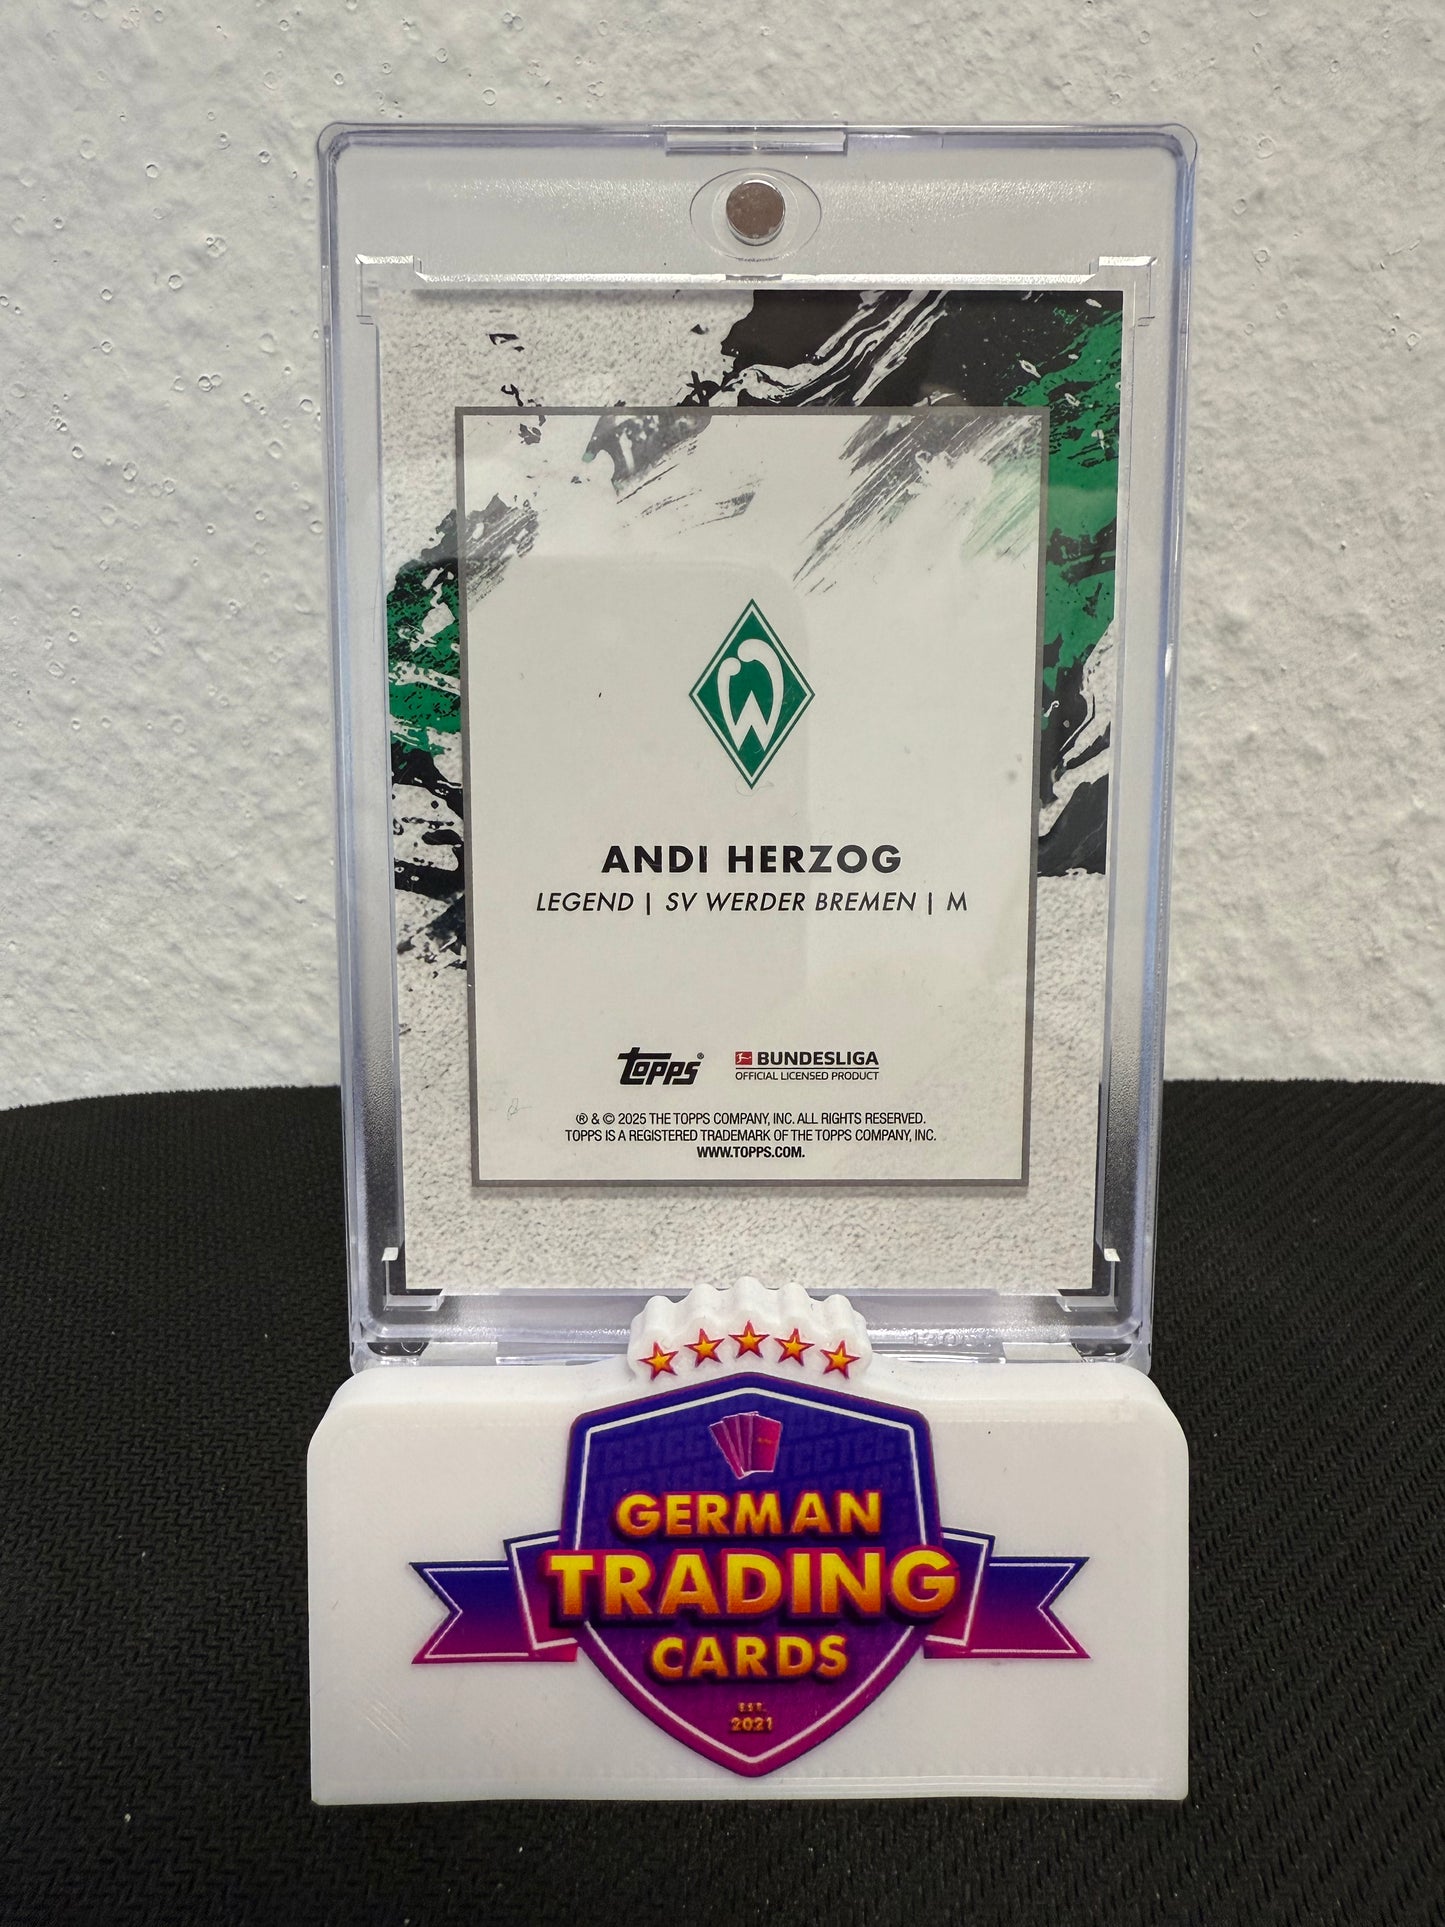 ANDI HERZOG
LEGEND | SV WERDER BREMEN | M
topps®
BUNDESLIGA
OFFICIAL LICENSED PRODUCT
® & © 2025 THE TOPPS COMPANY, INC. ALL RIGHTS RESERVED.
TOPPS IS A REGISTERED TRADEMARK OF THE TOPPS COMPANY, INC.
WWW.TOPPS.COM.
GERMAN
TRADING
CARDS
EST.
2021